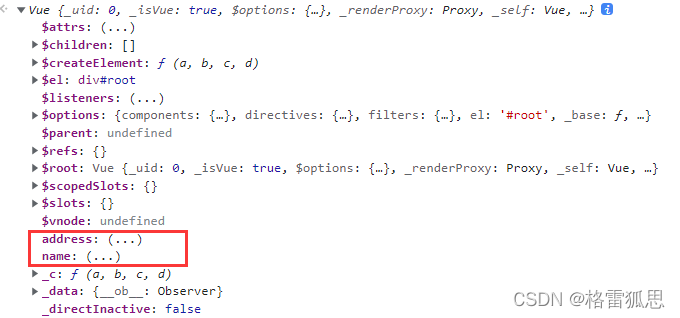 Vue {_uid: 0, _isVue: true, $options: {…}, _renderProxy: Proxy, _self: Vue, …} i
$attrs: (...)
$children: []
$createElement: ƒ (a, b, c, d)
$el: div#root
$listeners: (...)
$options: {components: {…}, directives: {…}, filters: {…}, el: '#root', _base: ƒ, …}
$parent: undefined
$refs: {}
$root: Vue {_uid: 0, _isVue: true, $options: {…}, _renderProxy: Proxy, _self: Vue, …}
$scopedSlots: {}
$slots: {}
$vnode: undefined
address: (...)
name: (...)
_c: ƒ (a, b, c, d)
_data: {__ob__: Observer}
_directInactive: false
CSDN @格雷狐思